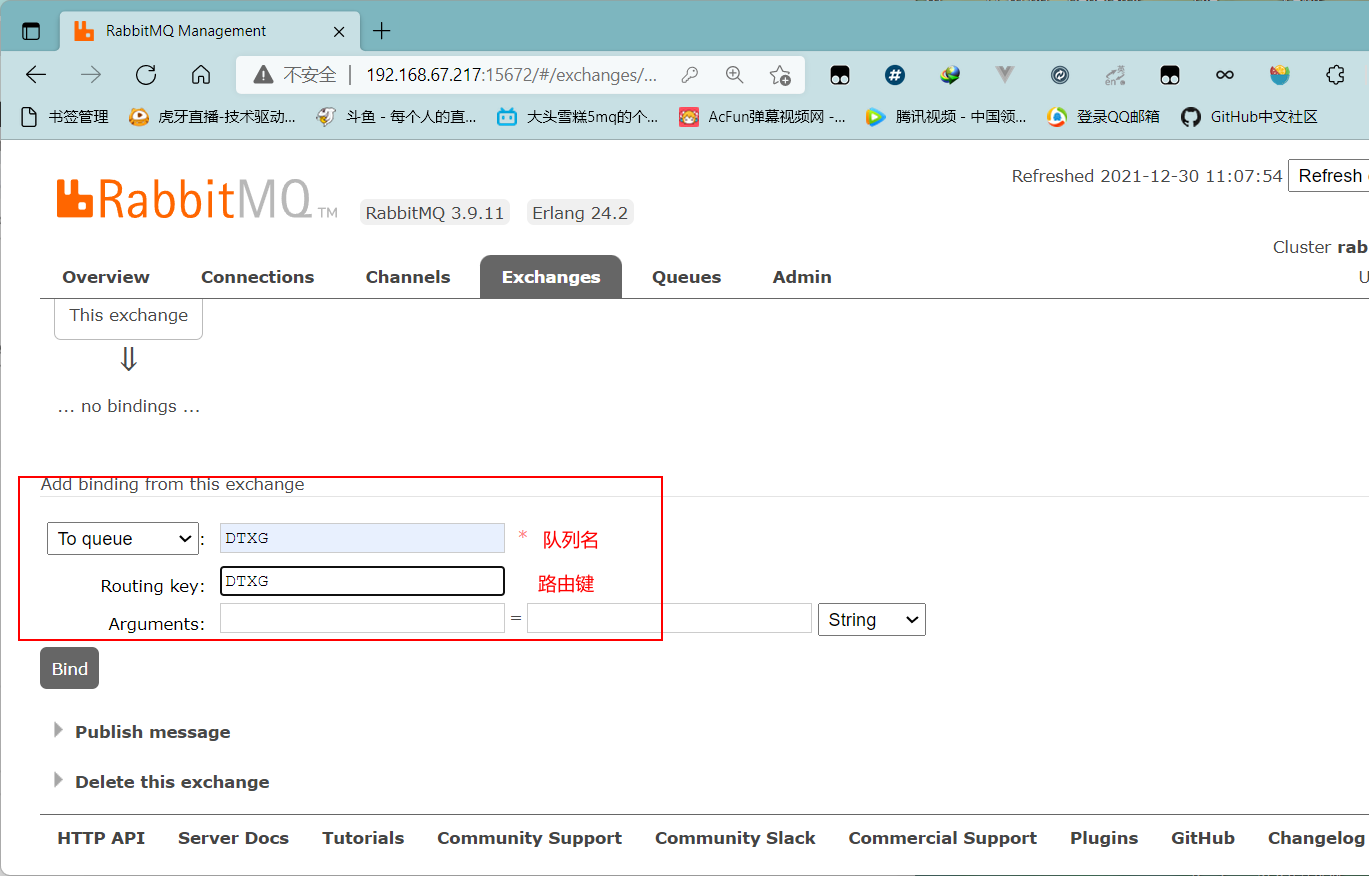 RabbitMQ Management
不安全 192.168.67.217:15672/#/exchanges/...
书签管理 虎牙直播-技术驱动... 斗鱼 - 每个人的直... 大头雪糕5mq的个... AcFun弹幕视频网 -... 腾讯视频 - 中国领... 登录QQ邮箱 GitHub中文社区
Refreshed 2021-12-30 11:07:54 Refresh
RabbitMQ TM RabbitMQ 3.9.11 Erlang 24.2
Cluster rab
Overview Connections Channels Exchanges Queues Admin U
This exchange
⇓
... no bindings ...
Add binding from this exchange
To queue : DTXG * 队列名
Routing key: DTXG 路由键
Arguments: = String
Bind
Publish message
Delete this exchange
HTTP API Server Docs Tutorials Community Support Community Slack Commercial Support Plugins GitHub Changelog